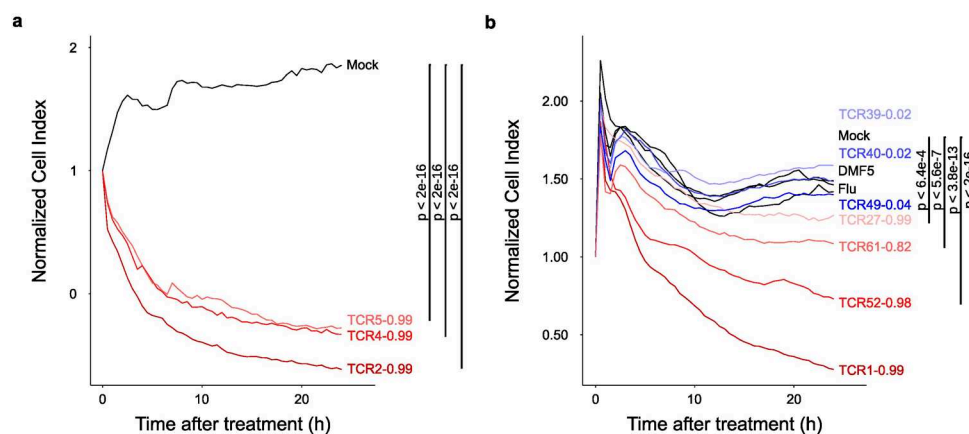 a
2
0
0
10
20
Normalized Cell Index
Time after treatment (h)
Mock
TCR5-0.99
TCR4-0.99
TCR2-0.99
p < 2e-16
p < 2e-16
p < 2e-16
b
2.00
1.50
1.00
0.50
0
10
20
Normalized Cell Index
Time after treatment (h)
TCR39-0.02
Mock
TCR40-0.02
DMF5
Flu
TCR49-0.04
TCR27-0.99
TCR61-0.82
TCR52-0.98
TCR1-0.99
p < 6.4e-4
p < 5.6e-7
p < 3.8e-13
p < 2e-16